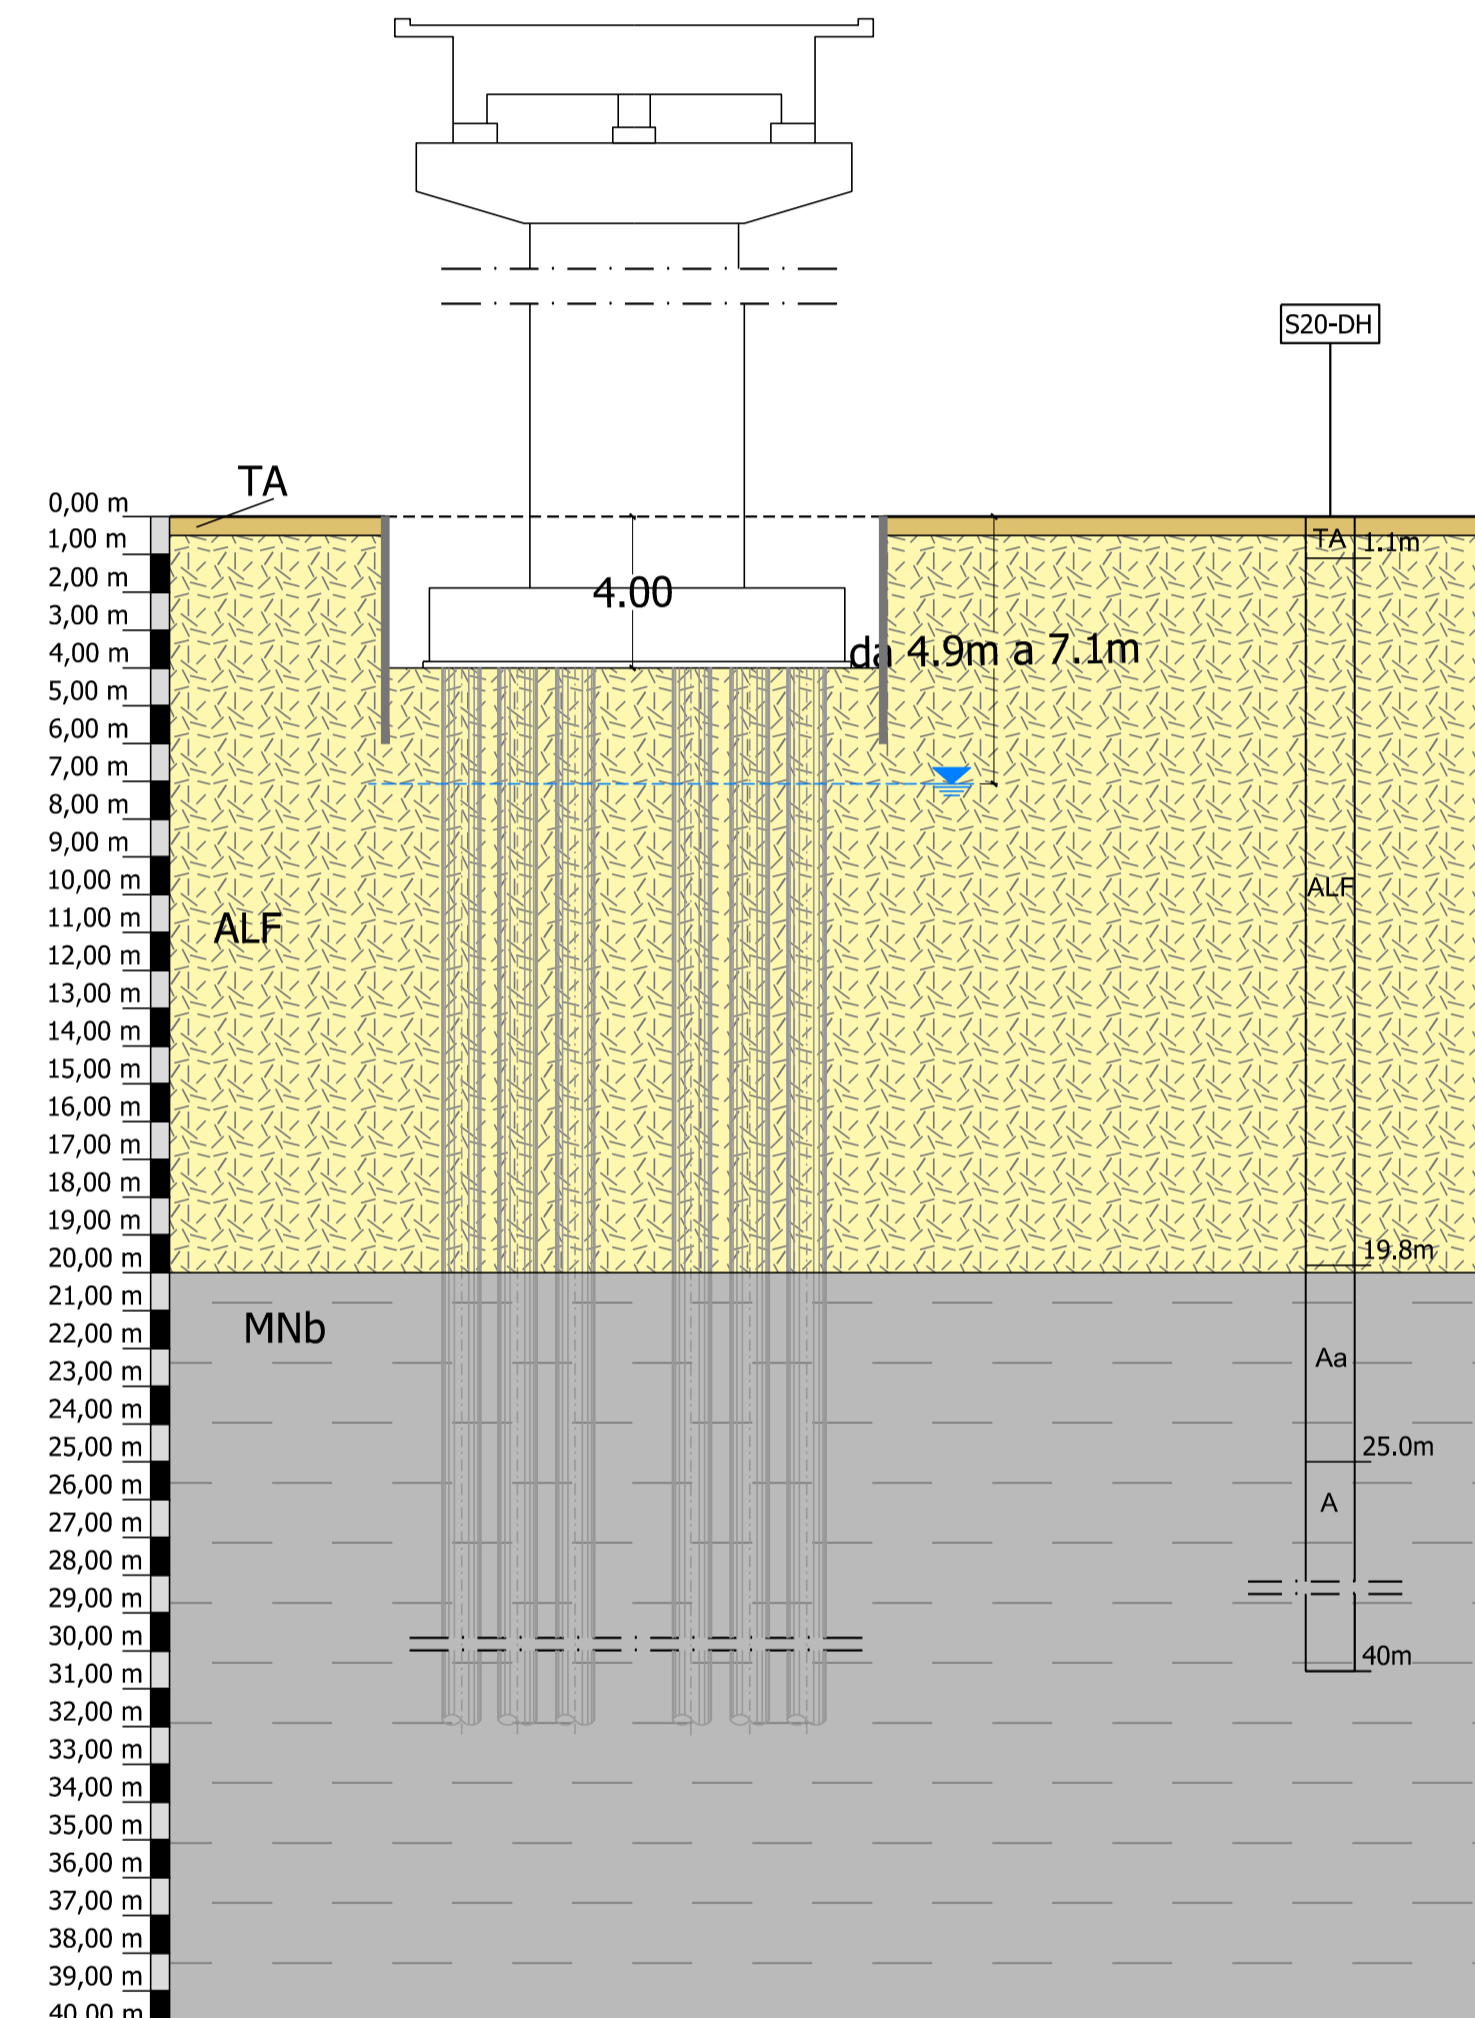 S20-DH
TA
0,00 m
1,00 m
TA
1.1m
2,00 m
4.00
3,00 m
4,00 m
da 4.9m a 7.1m
5,00 m
6,00 m
7,00 m
8,00 m
9,00 m
10,00 m
ALF
11,00 m
ALF
12,00 m
13,00 m
14,00 m
15,00 m
16,00 m
17,00 m
18,00 m
19,00 m
20,00 m
19.8m
21,00 m
MNb
22,00 m
Aa
23,00 m
24,00 m
25,00 m
25.0m
26,00 m
A
27,00 m
28,00 m
29,00 m
30,00 m
40m
31,00 m
32,00 m
33,00 m
34,00 m
35,00 m
36,00 m
37,00 m
38,00 m
39,00 m
40,00 m